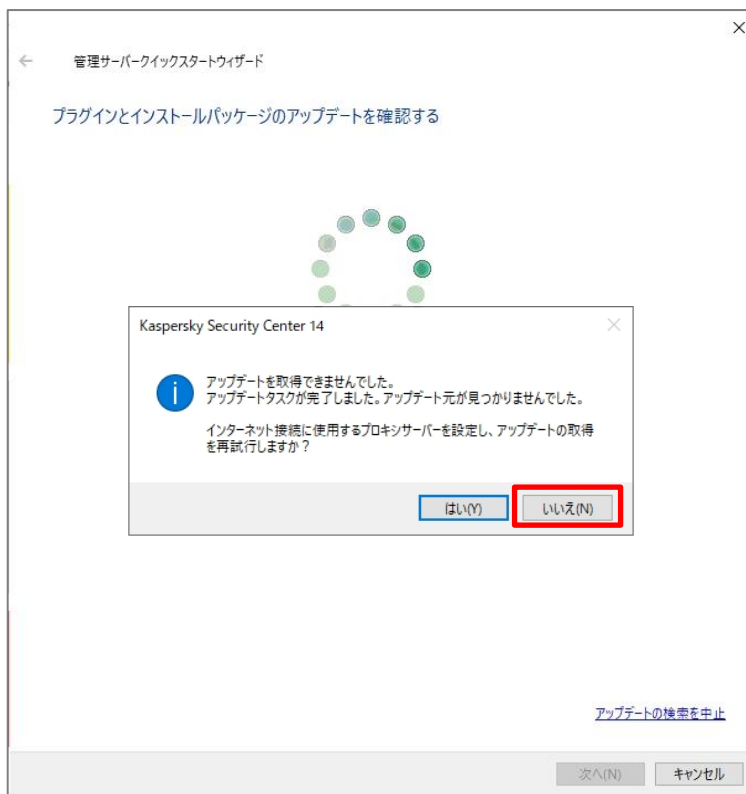 管理サーバークイックスタートウィザード
プラグインとインストールパッケージのアップデートを確認する
Kaspersky Security Center 14
アップデートを取得できませんでした。
アップデートタスクが完了しました。アップデート元が見つかりませんでした。
インターネット接続に使用するプロキシサーバーを設定し、アップデートの取得
を再試行しますか？
はい(Y)
いいえ(N)
アップデートの検索を中止
次へ(N)
キャンセル